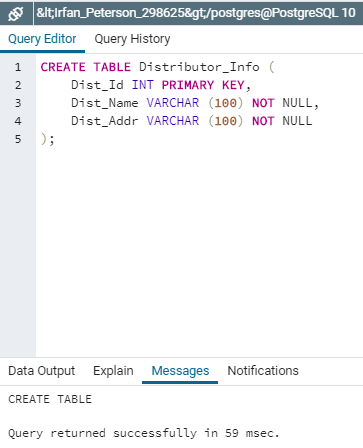 &lt;Irfan_Peterson_298625&gt;/postgres@PostgreSQL 10
Query Editor Query History
1 CREATE TABLE Distributor_Info (
2 Dist_Id INT PRIMARY KEY,
3 Dist_Name VARCHAR (100) NOT NULL,
4 Dist_Addr VARCHAR (100) NOT NULL
5 );
Data Output Explain Messages Notifications
CREATE TABLE
Query returned successfully in 59 msec.